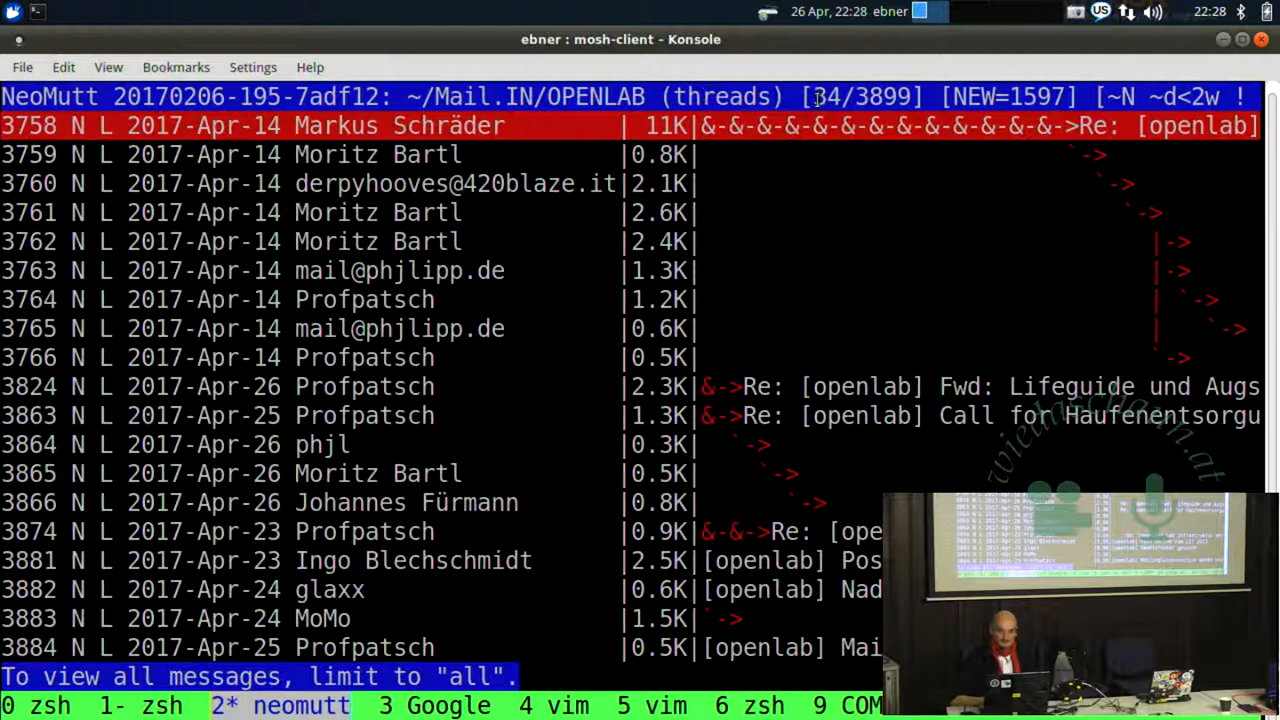 26 Apr, 22:28 ebner US 22:28
ebner : mosh-client - Konsole
File Edit View Bookmarks Settings Help
NeoMutt 20170206-195-7adf12: ~/Mail.IN/OPENLAB (threads) [34/3899] [NEW=1597] [~N ~d<2w !
3758 N L 2017-Apr-14 Markus Schräder | 11K|&-&-&-&-&-&-&-&-&-&-&-&-&->Re: [openlab]
3759 N L 2017-Apr-14 Moritz Bartl |0.8K| `->
3760 N L 2017-Apr-14 derpyhooves@420blaze.it|2.1K| `->
3761 N L 2017-Apr-14 Moritz Bartl |2.6K| `->
3762 N L 2017-Apr-14 Moritz Bartl |2.4K| |->
3763 N L 2017-Apr-14 mail@phjlipp.de |1.3K| |->
3764 N L 2017-Apr-14 Profpatsch |1.2K| | `->
3765 N L 2017-Apr-14 mail@phjlipp.de |0.6K| | `->
3766 N L 2017-Apr-14 Profpatsch |0.5K| `->
3824 N L 2017-Apr-26 Profpatsch |2.3K|&->Re: [openlab] Fwd: Lifeguide und Augs
3863 N L 2017-Apr-25 Profpatsch |1.3K|&->Re: [openlab] Call for Haufenentsorgu
3864 N L 2017-Apr-26 phjl |0.3K| `->
3865 N L 2017-Apr-26 Moritz Bartl |0.5K| `->
3866 N L 2017-Apr-26 Johannes Fürmann |0.8K| `->
3874 N L 2017-Apr-23 Profpatsch |0.9K|&-&->Re: [ope
3881 N L 2017-Apr-23 Ingo Blechschmidt |2.5K|[openlab] Pos
3882 N L 2017-Apr-24 glaxx |0.6K|[openlab] Nad
3883 N L 2017-Apr-24 MoMo |1.5K|`->
3884 N L 2017-Apr-25 Profpatsch |0.5K|[openlab] Mai
To view all messages, limit to "all".
0 zsh 1- zsh 2* neomutt 3 Google 4 vim 5 vim 6 zsh 9 COM
wiedaschaun.at